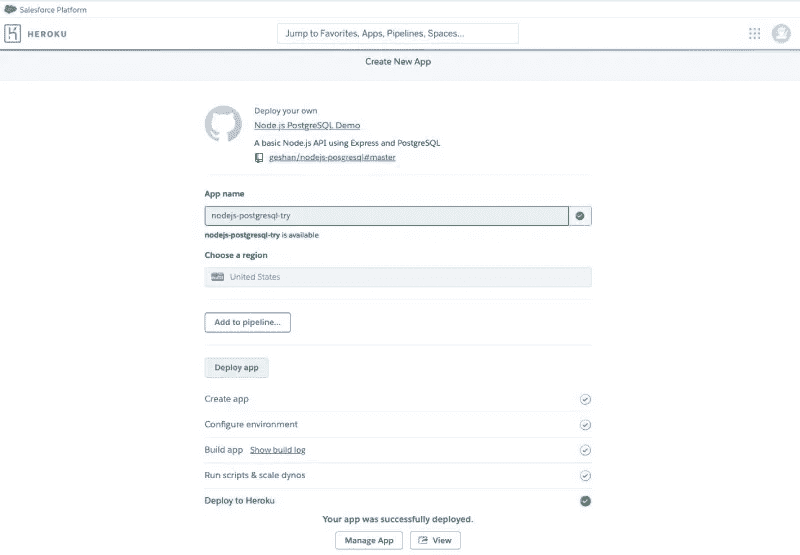 Salesforce Platform
HEROKU
Jump to Favorites, Apps, Pipelines, Spaces...
Create New App
Deploy your own
Node.js PostgreSQL Demo
A basic Node.js API using Express and PostgreSQL
geshan/nodejs-posgresql#master
App name
nodejs-postgresql-try
nodejs-postgresql-try is available
Choose a region
United States
Add to pipeline...
Deploy app
Create app
Configure environment
Build app Show build log
Run scripts & scale dynos
Deploy to Heroku
Your app was successfully deployed.
Manage App View